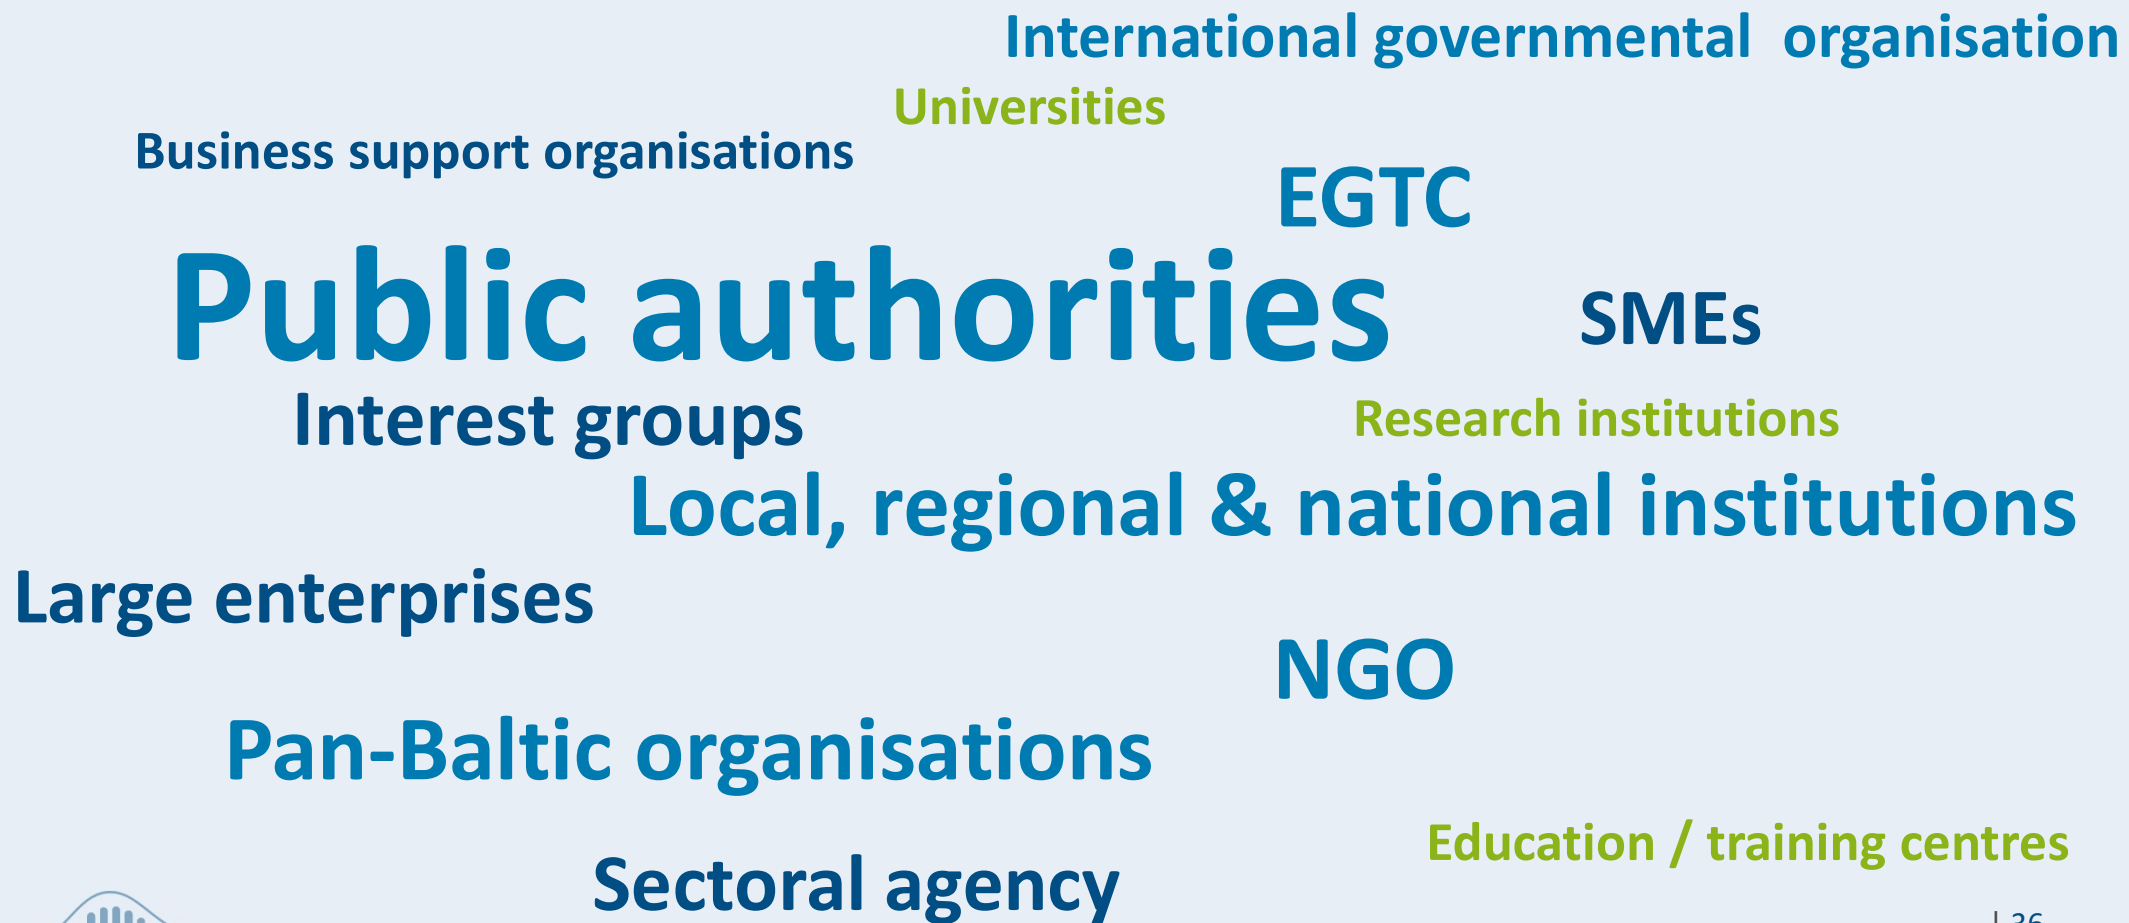 International governmental organisation
Universities
Business support organisations
EGTC
Public authorities
SMEs
Interest groups
Research institutions
Local, regional & national institutions
Large enterprises
NGO
Pan-Baltic organisations
Education / training centres
Sectoral agency
| 36